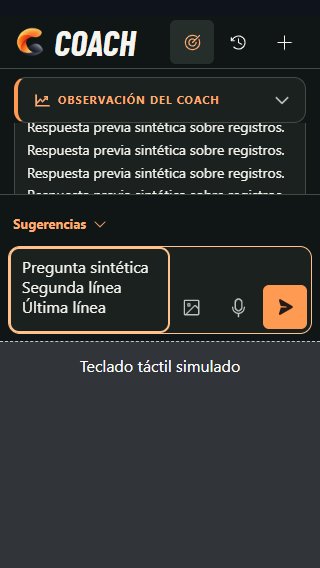 COACH
OBSERVACIÓN DEL COACH
Respuesta previa sintética sobre registros.
Respuesta previa sintética sobre registros.
Respuesta previa sintética sobre registros.
Respuesta previa sintética sobre registros.
Sugerencias
Pregunta sintética
Segunda línea
Última línea
Teclado táctil simulado